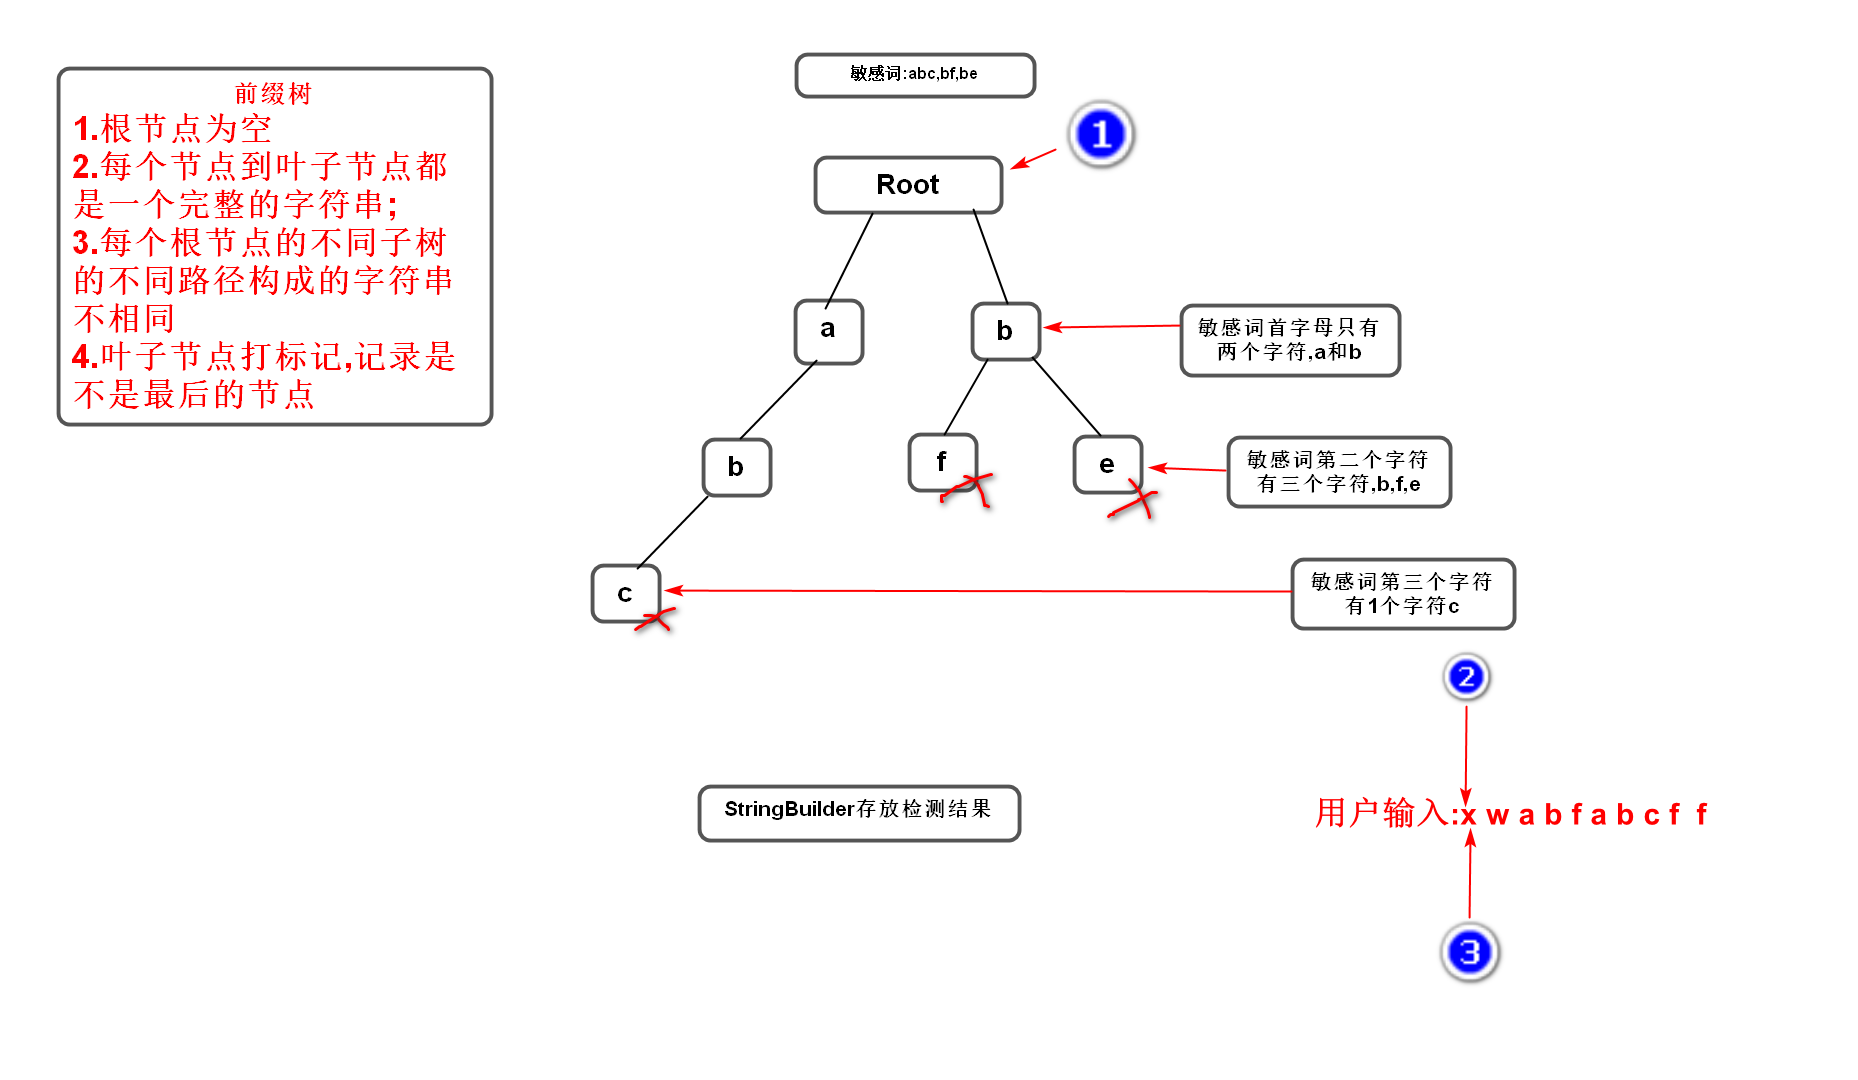 敏感词:abc,bf,be
前缀树
1.根节点为空
2.每个节点到叶子节点都
是一个完整的字符串;
3.每个根节点的不同子树
的不同路径构成的字符串
不相同
4.叶子节点打标记,记录是
不是最后的节点
1
Root
a
b
敏感词首字母只有
两个字符,a和b
b
f
e
敏感词第二个字符
有三个字符,b,f,e
c
敏感词第三个字符
有1个字符c
2
StringBuilder存放检测结果
用户输入:x w a b f a b c f f
3